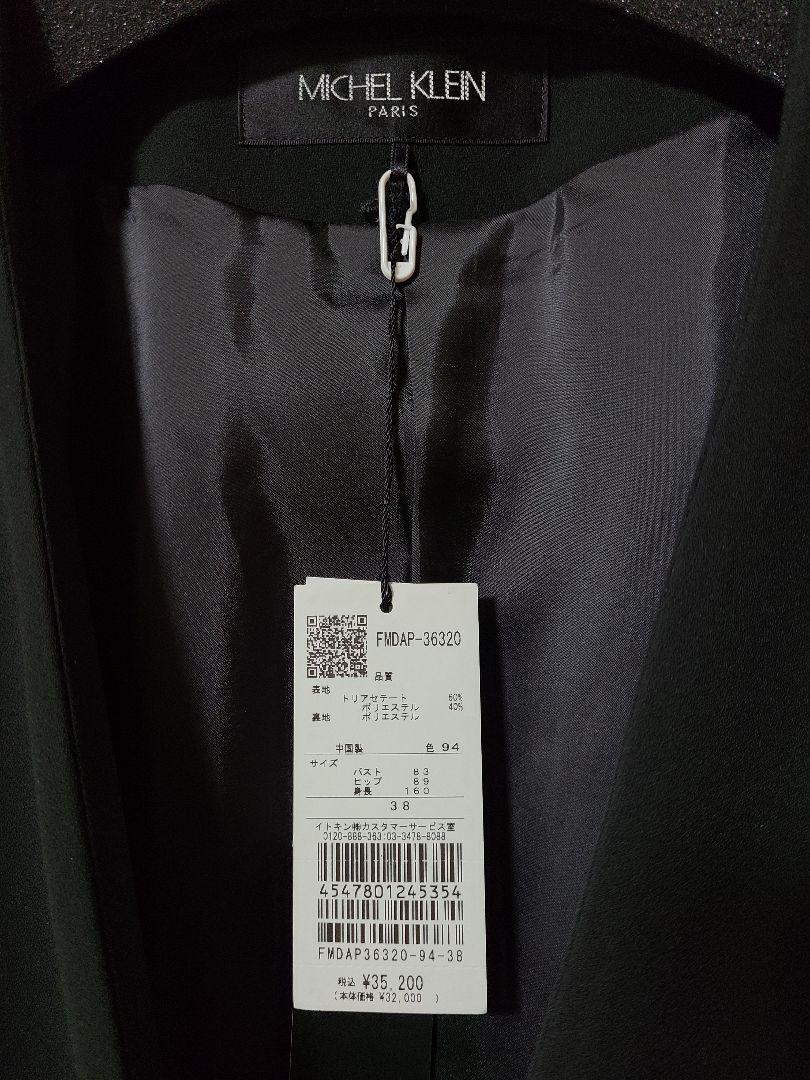 MICHEL KLEIN
PARIS
FMDAP-36320
品質
表地
トリアセテート 60%
ポリエステル 40%
裏地 ポリエステル
中国製 色 94
サイズ
バスト 83
ヒップ 89
身長 160
38
イトキン㈱カスタマーサービス室
0120-888-363:03-3478-8088
4547801245354
FMDAP36320-94-38
税込 ¥35,200
(本体価格 ¥32,000 )